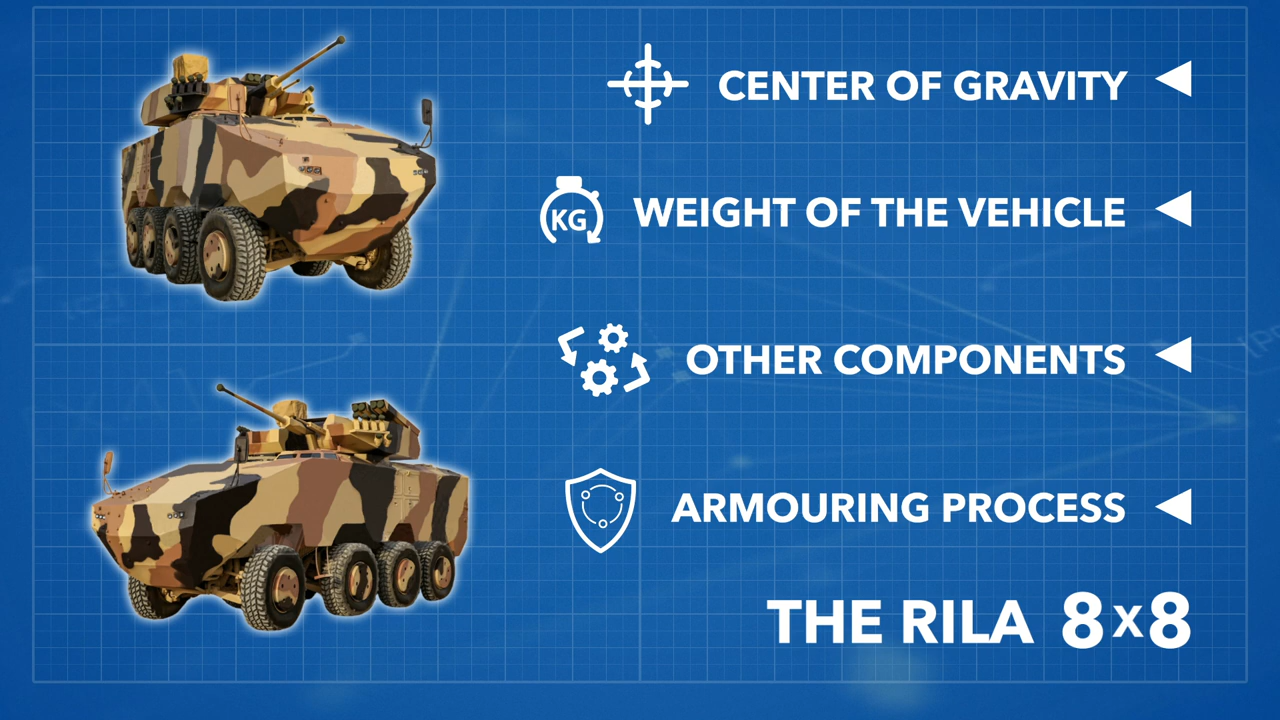 CENTER OF GRAVITY
KG
WEIGHT OF THE VEHICLE
OTHER COMPONENTS
ARMOURING PROCESS
THE RILA 8x8